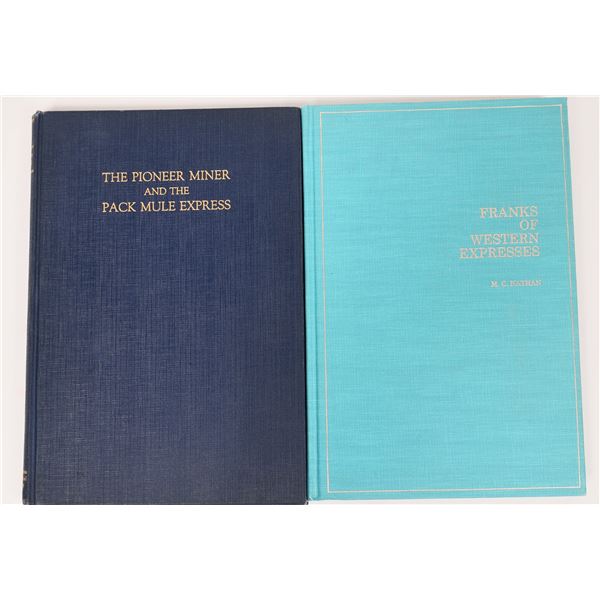 THE PIONEER MINER
AND THE
PACK MULE EXPRESS
FRANKS
OF
WESTERN
EXPRESSES
M. C. NATHAN